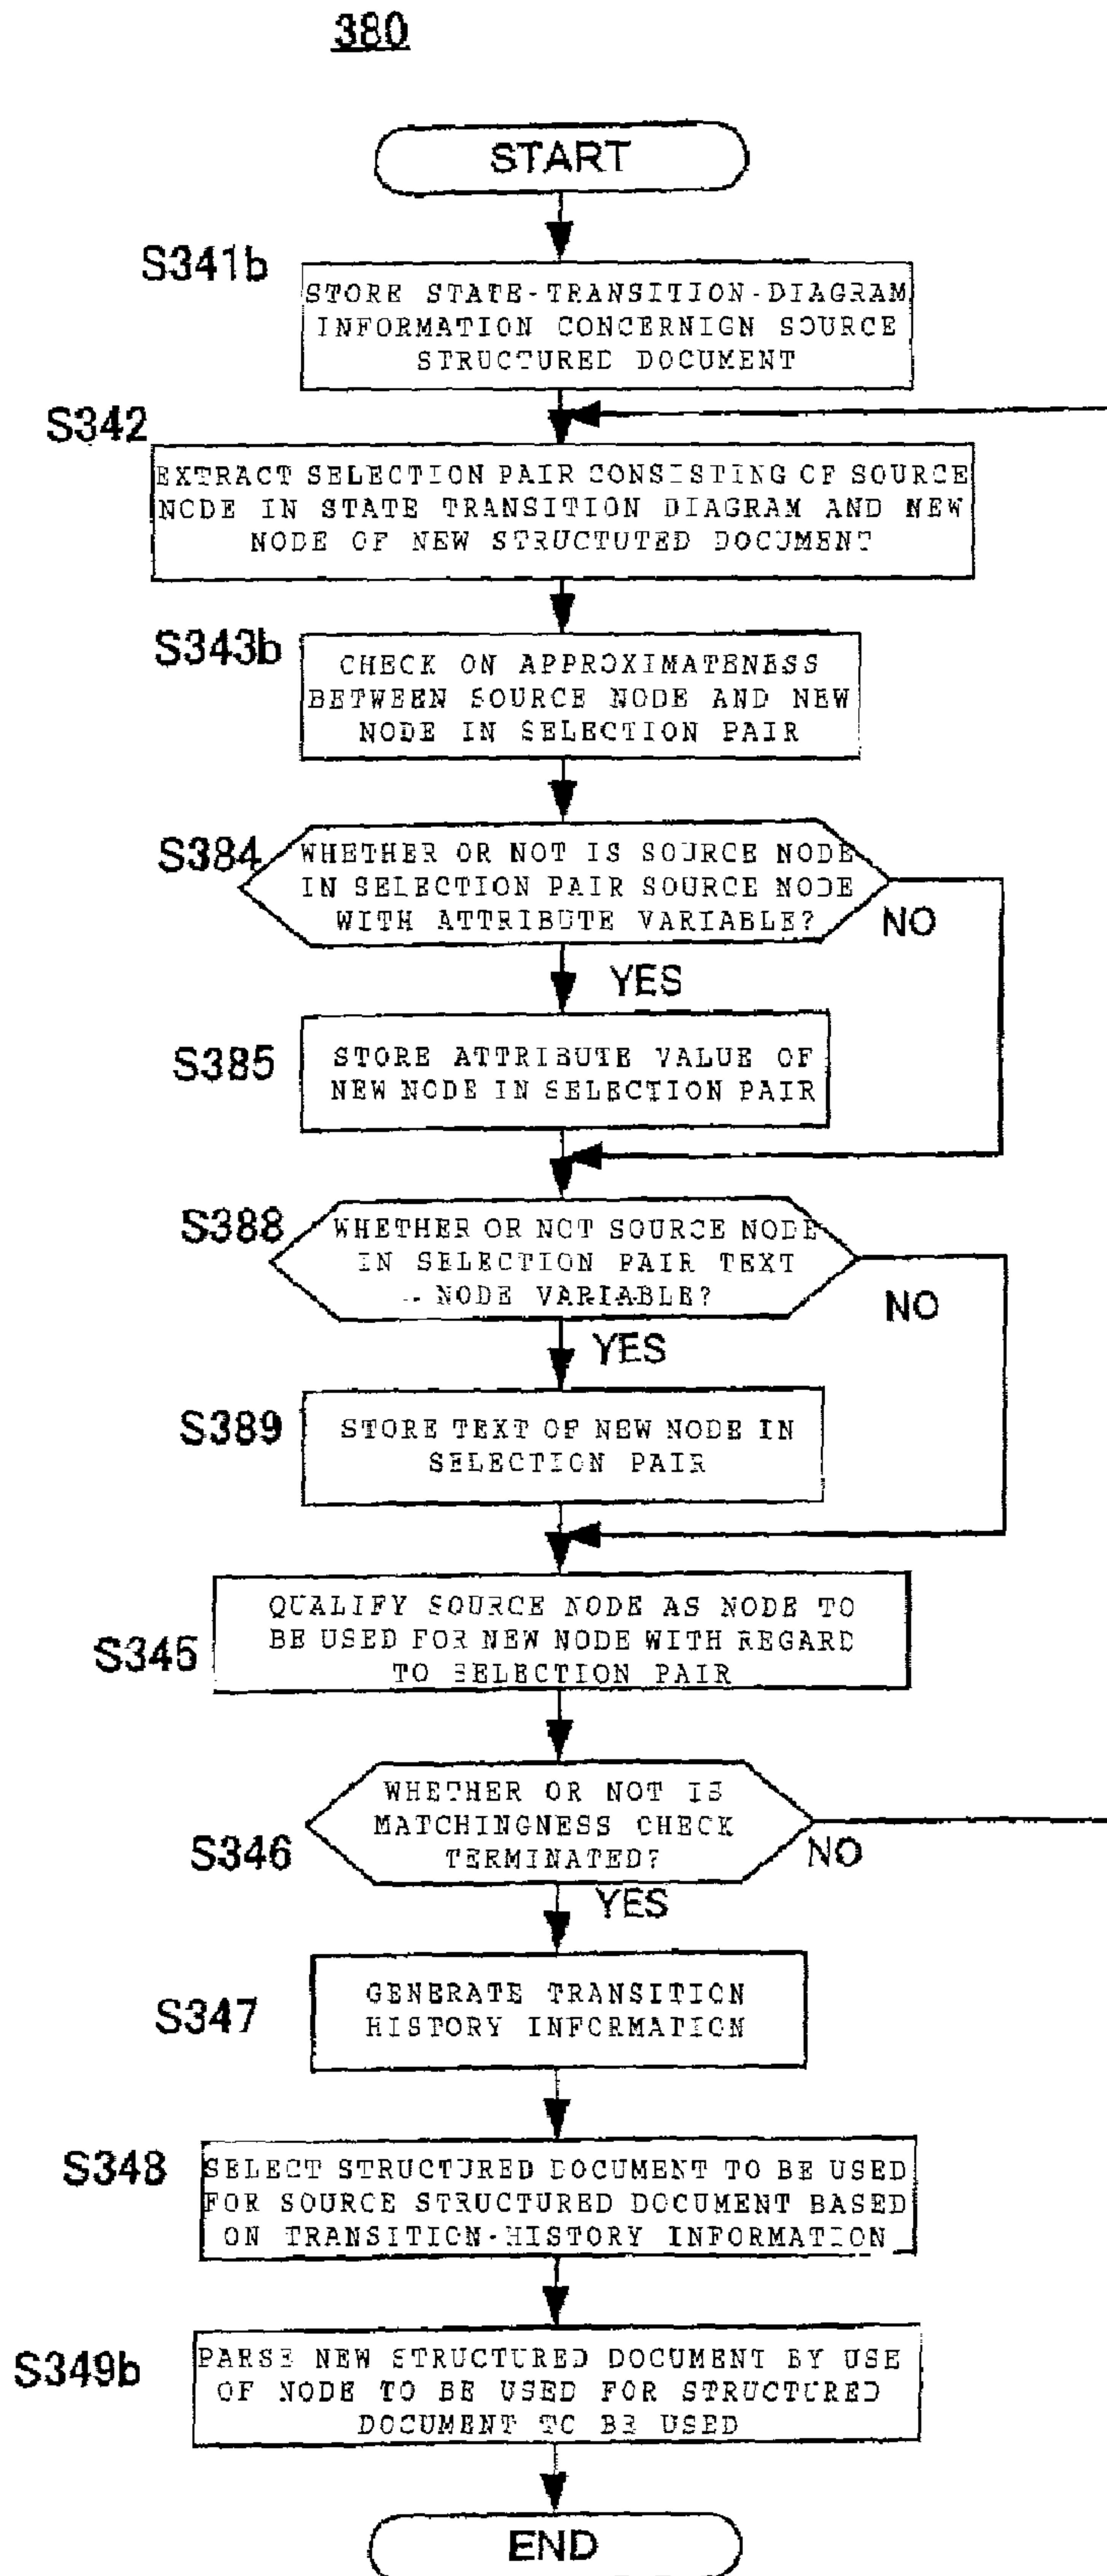 380
START
S341b
STORE STATE-TRANSITION-DIAGRAM
INFORMATION CONCERNIGN SOURCE
STRUCTURED DOCUMENT
S342
EXTRACT SELECTION PAIR CONSISTING OF SOURCE
NODE IN STATE TRANSITION DIAGRAM AND NEW
NODE OF NEW STRUCTUTED DOCUMENT
S343b
CHECK ON APPROXIMATENESS
BETWEEN SOURCE NODE AND NEW
NODE IN SELECTION PAIR
S384
WHETHER OR NOT IS SOURCE NODE
IN SELECTION PAIR SOURCE NODE
WITH ATTRIBUTE VARIABLE?
NO
YES
S385
STORE ATTRIBUTE VALUE OF
NEW NODE IN SELECTION PAIR
S388
WHETHER OR NOT SOURCE NODE
IN SELECTION PAIR TEXT
- NODE VARIABLE?
NO
YES
S389
STORE TEXT OF NEW NODE IN
SELECTION PAIR
S345
QUALIFY SOURCE NODE AS NODE TO
BE USED FOR NEW NODE WITH REGARD
TO SELECTION PAIR
S346
WHETHER OR NOT IS
MATCHINGNESS CHECK
TERMINATED?
NO
YES
S347
GENERATE TRANSITION
HISTORY INFORMATION
S348
SELECT STRUCTURED DOCUMENT TO BE USED
FOR SOURCE STRUCTURED DOCUMENT BASED
ON TRANSITION-HISTORY INFORMATION
S349b
PARSE NEW STRUCTURED DOCUMENT BY USE
OF NODE TO BE USED FOR STRUCTURED
DOCUMENT TO BE USED
END